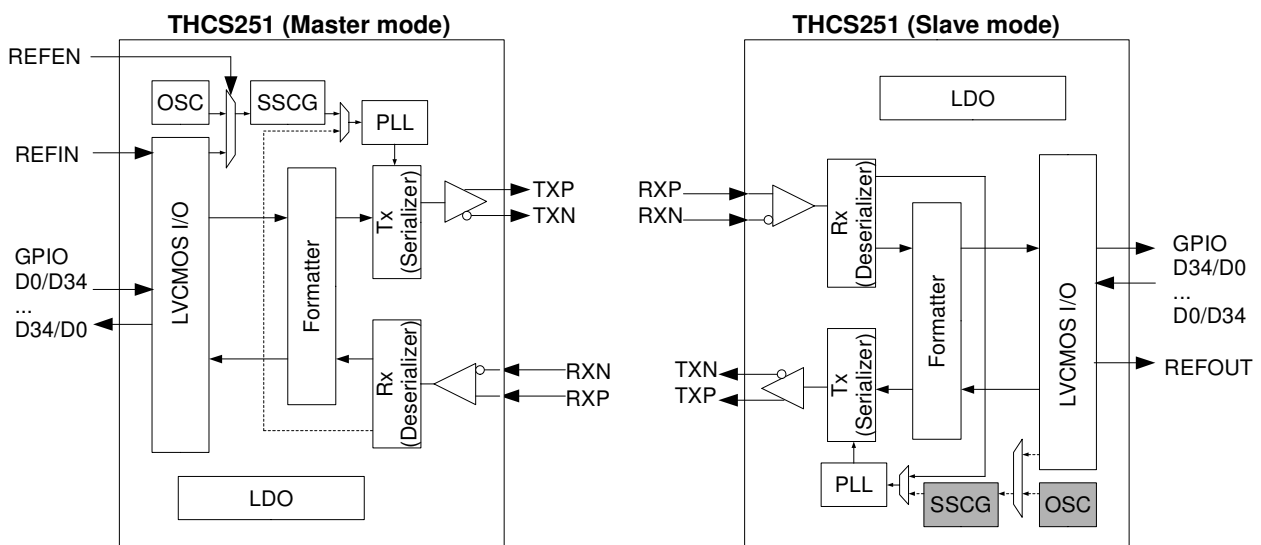 THCS251 (Master mode)
REFEN
OSC
SSCG
PLL
REFIN
LVCMOS I/O
Formatter
Tx
(Serializer)
TXP
TXN
GPIO
D0/D34
...
D34/D0
Rx
(Deserializer)
RXN
RXP
LDO
THCS251 (Slave mode)
LDO
RXP
RXN
Rx
(Deserializer)
Formatter
LVCMOS I/O
GPIO
D34/D0
...
D0/D34
TXN
TXP
Tx
(Serializer)
REFOUT
PLL
SSCG
OSC